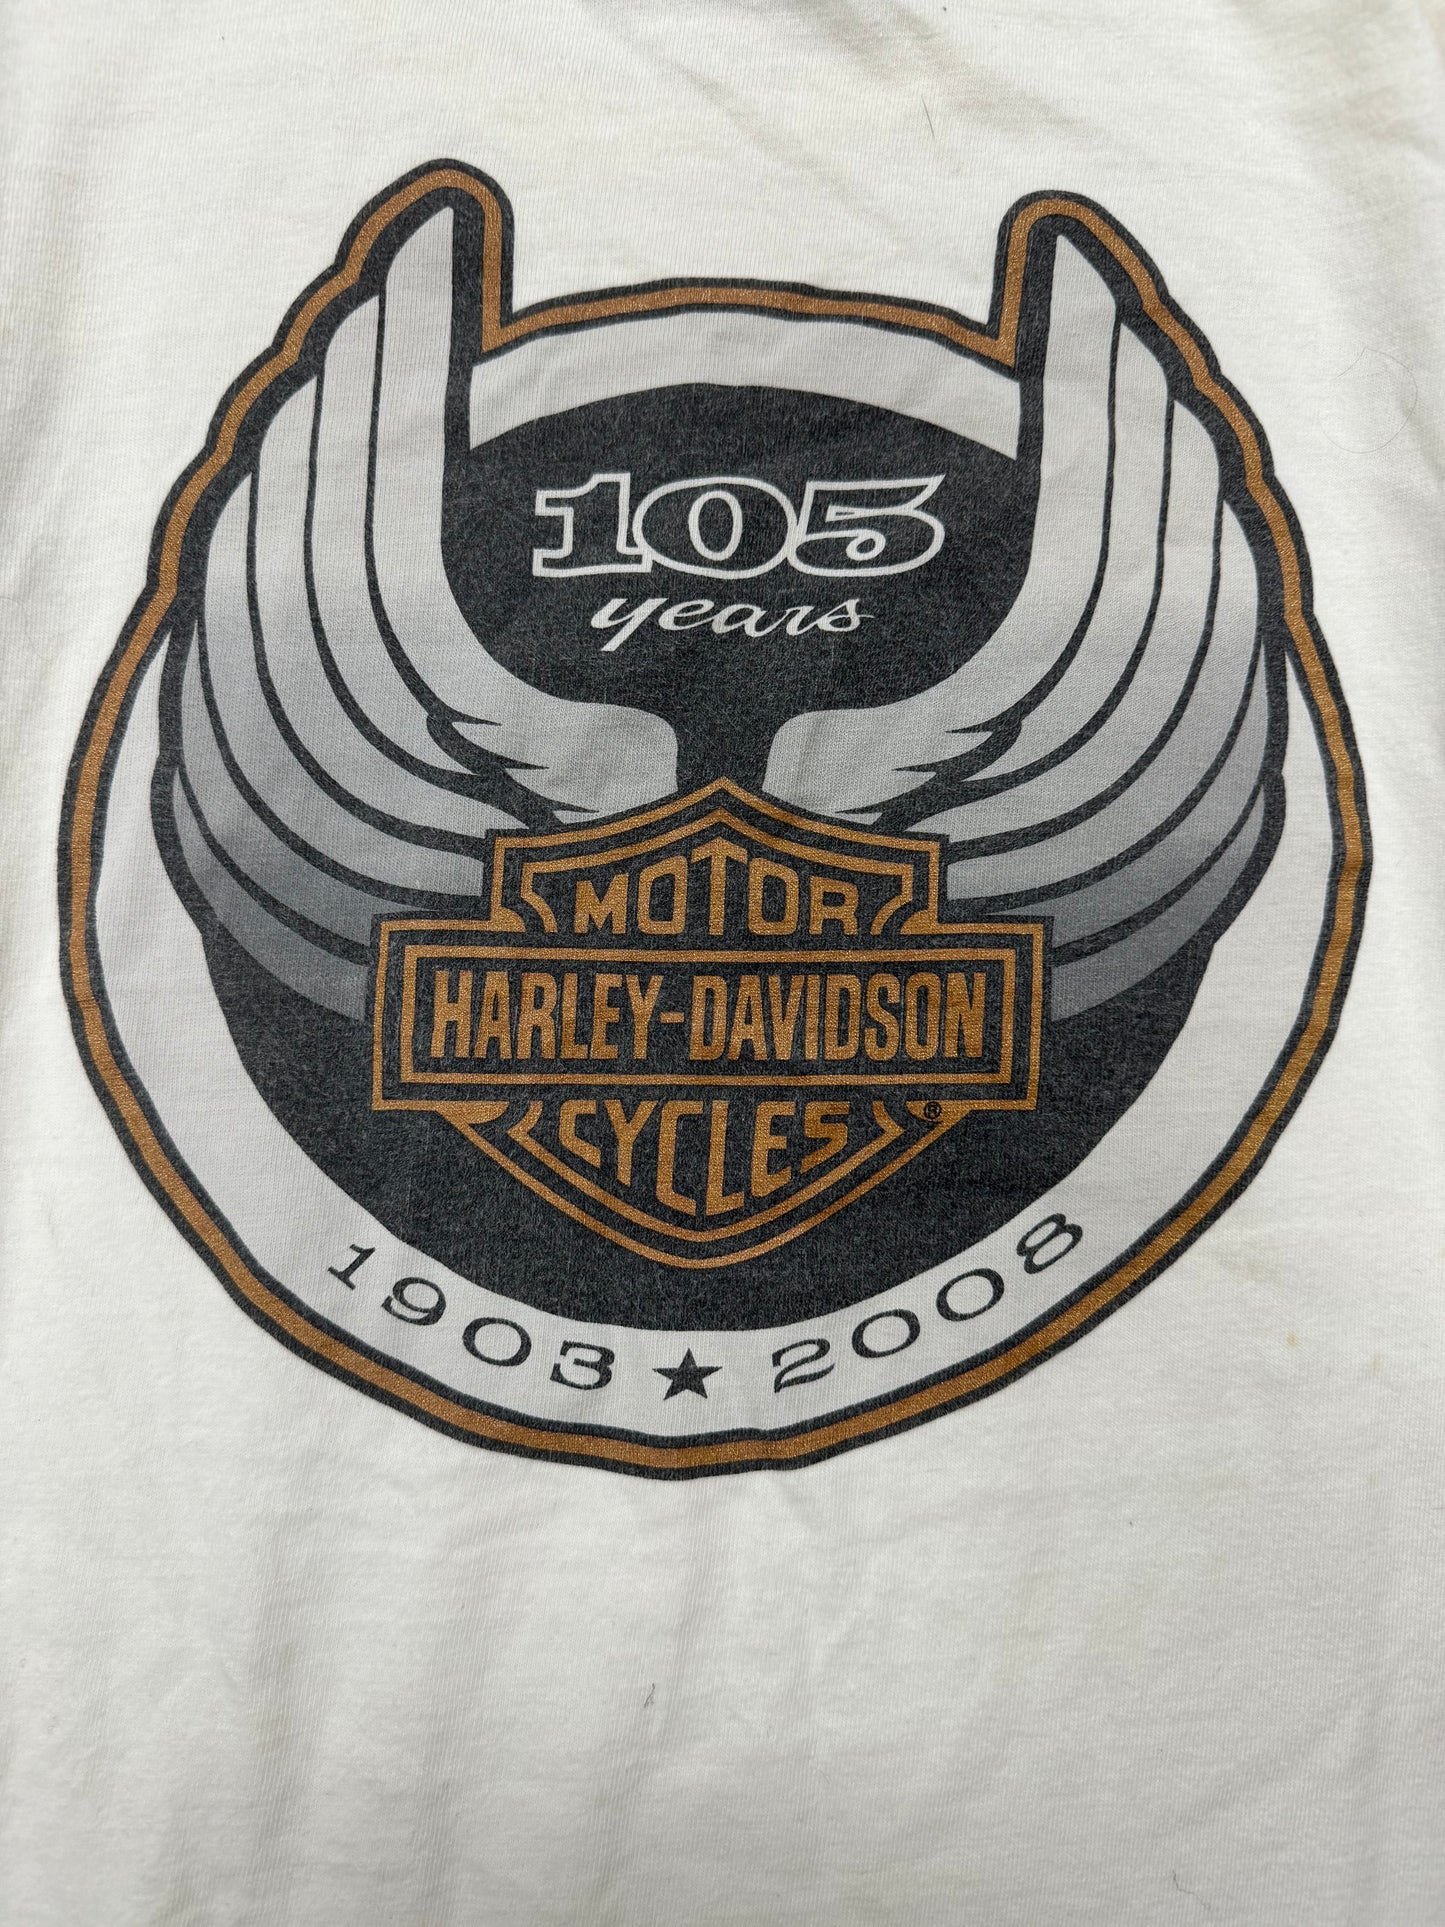 105
years
MOTOR
HARLEY-DAVIDSON
CYCLES ®
1903 ★ 2008